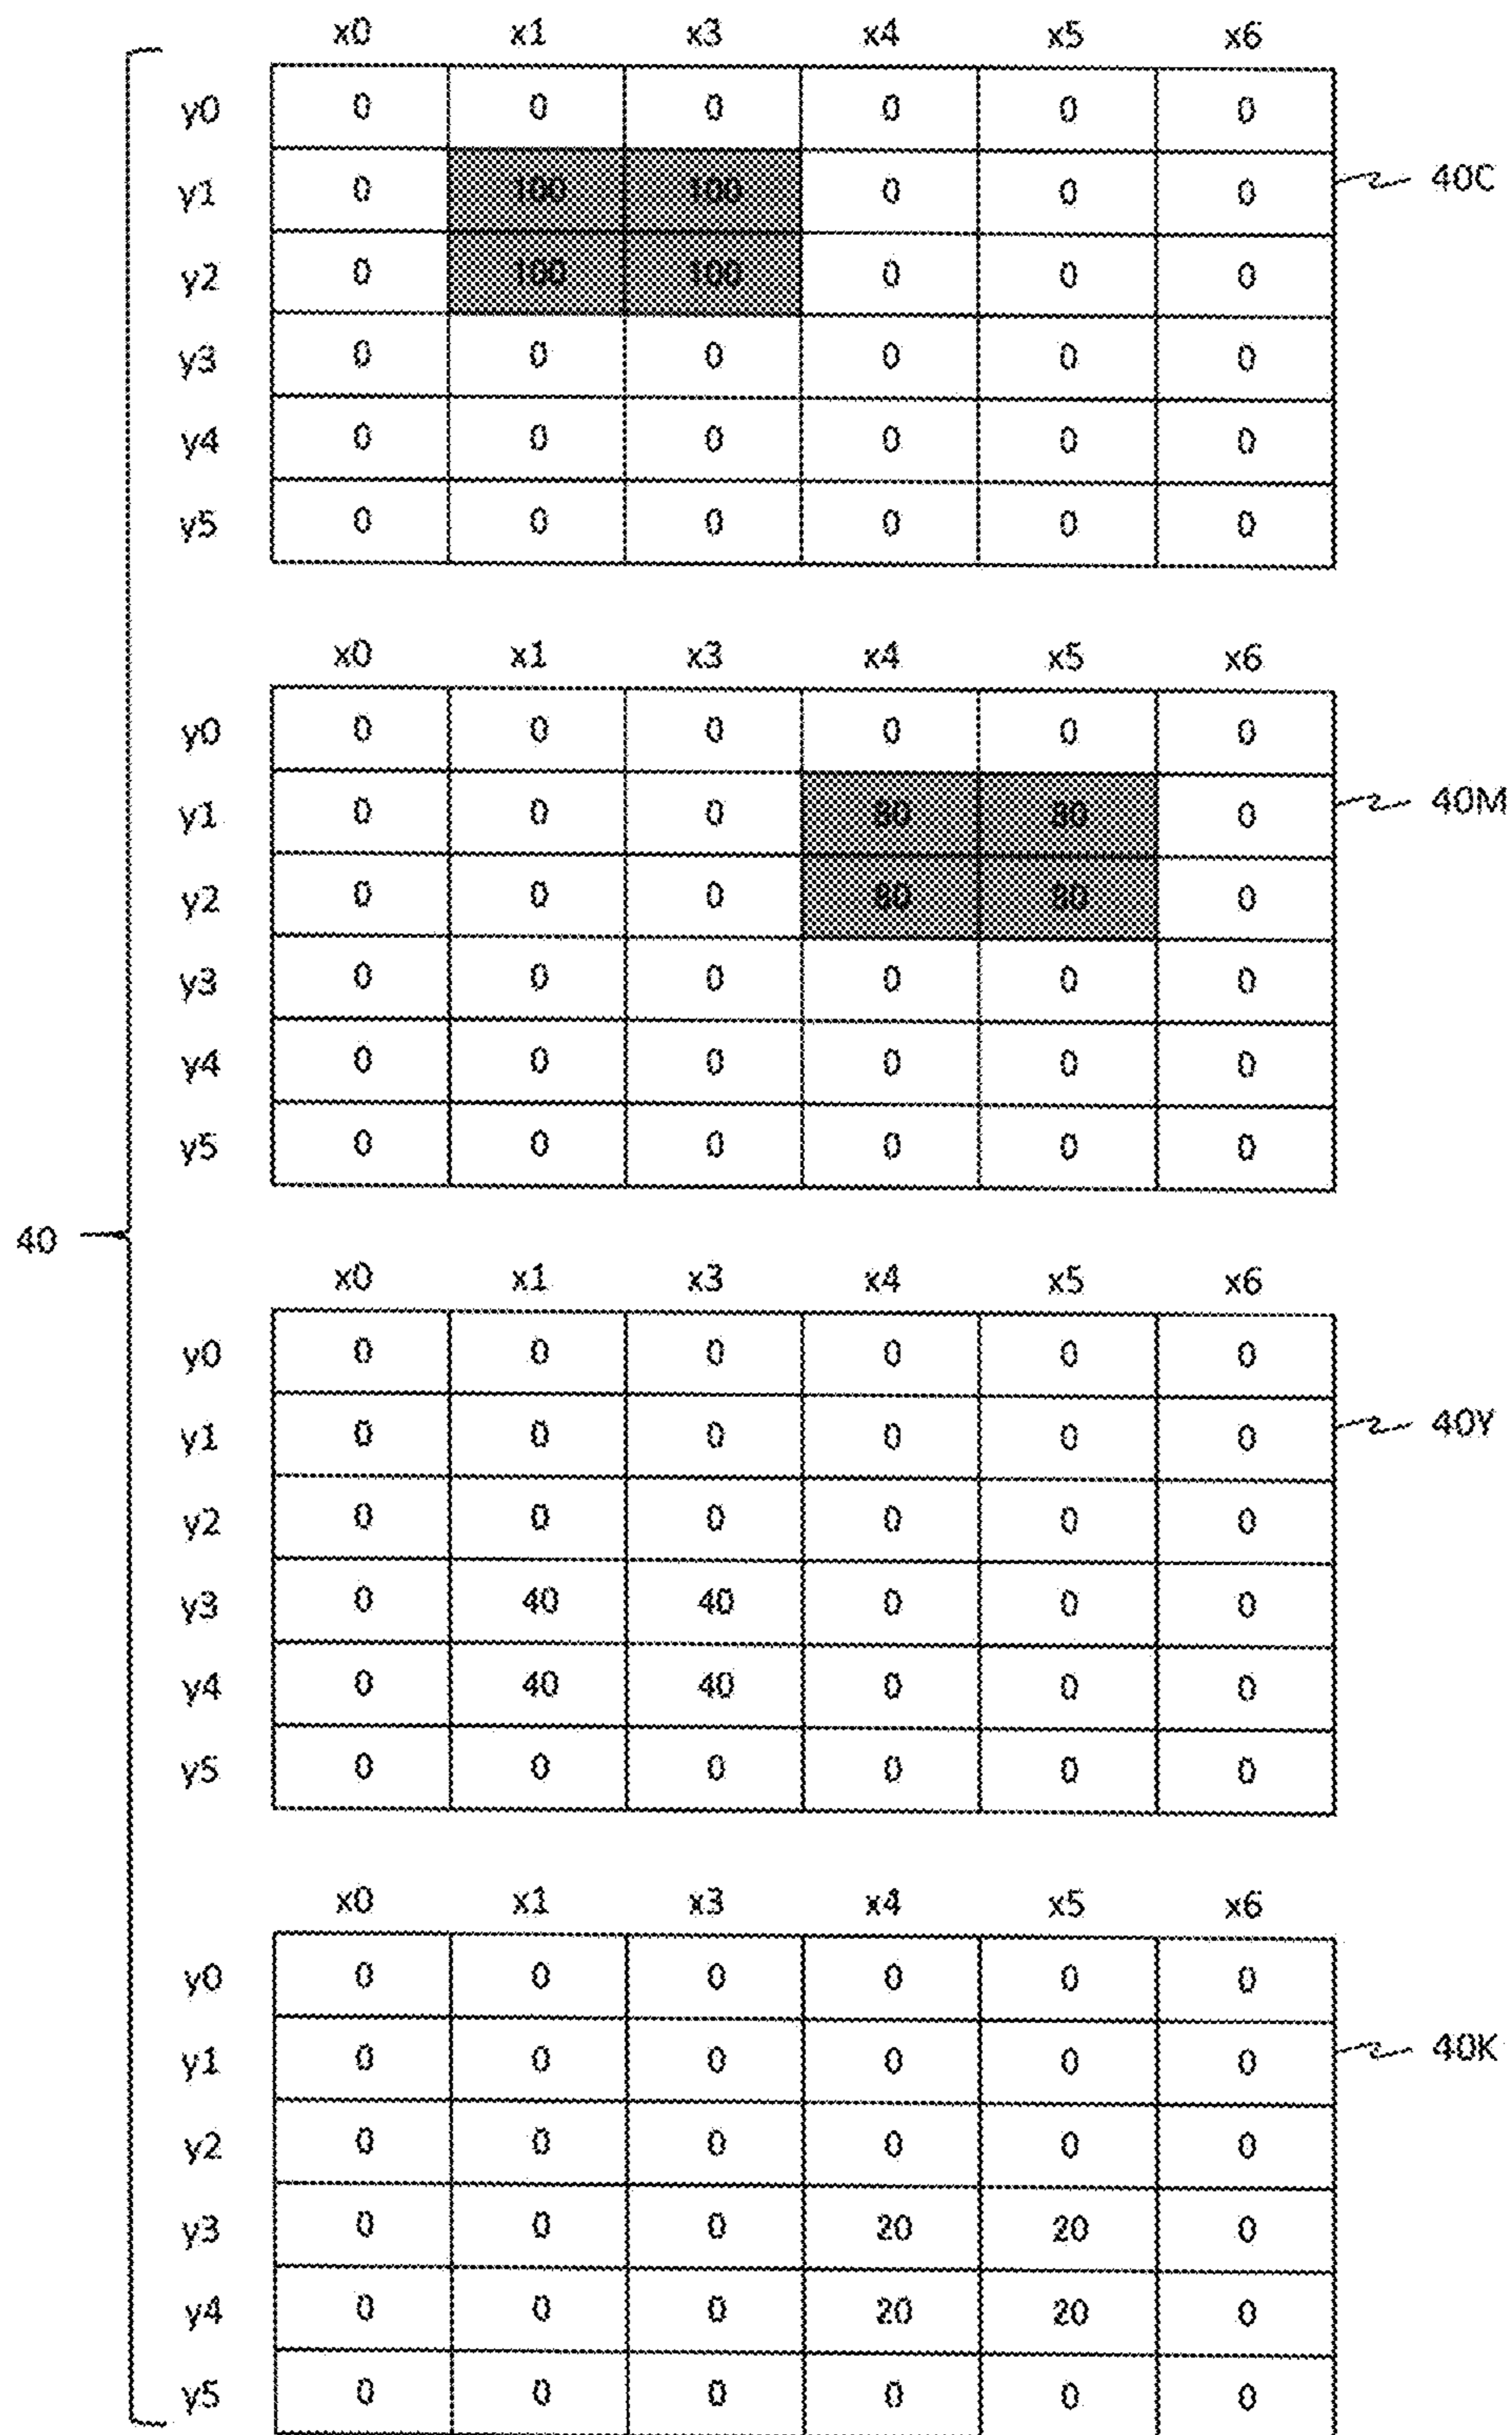 x0 x1 x3 x4 x5 x6
y0 0 0 0 0 0 0
y1 0 100 100 0 0 0 40C
y2 0 100 100 0 0 0
y3 0 0 0 0 0 0
y4 0 0 0 0 0 0
y5 0 0 0 0 0 0
x0 x1 x3 x4 x5 x6
y0 0 0 0 0 0 0
y1 0 0 0 80 80 0 40M
y2 0 0 0 80 80 0
y3 0 0 0 0 0 0
y4 0 0 0 0 0 0
y5 0 0 0 0 0 0
40
x0 x1 x3 x4 x5 x6
y0 0 0 0 0 0 0
y1 0 0 0 0 0 0 40Y
y2 0 0 0 0 0 0
y3 0 40 40 0 0 0
y4 0 40 40 0 0 0
y5 0 0 0 0 0 0
x0 x1 x3 x4 x5 x6
y0 0 0 0 0 0 0
y1 0 0 0 0 0 0 40K
y2 0 0 0 0 0 0
y3 0 0 0 20 20 0
y4 0 0 0 20 20 0
y5 0 0 0 0 0 0